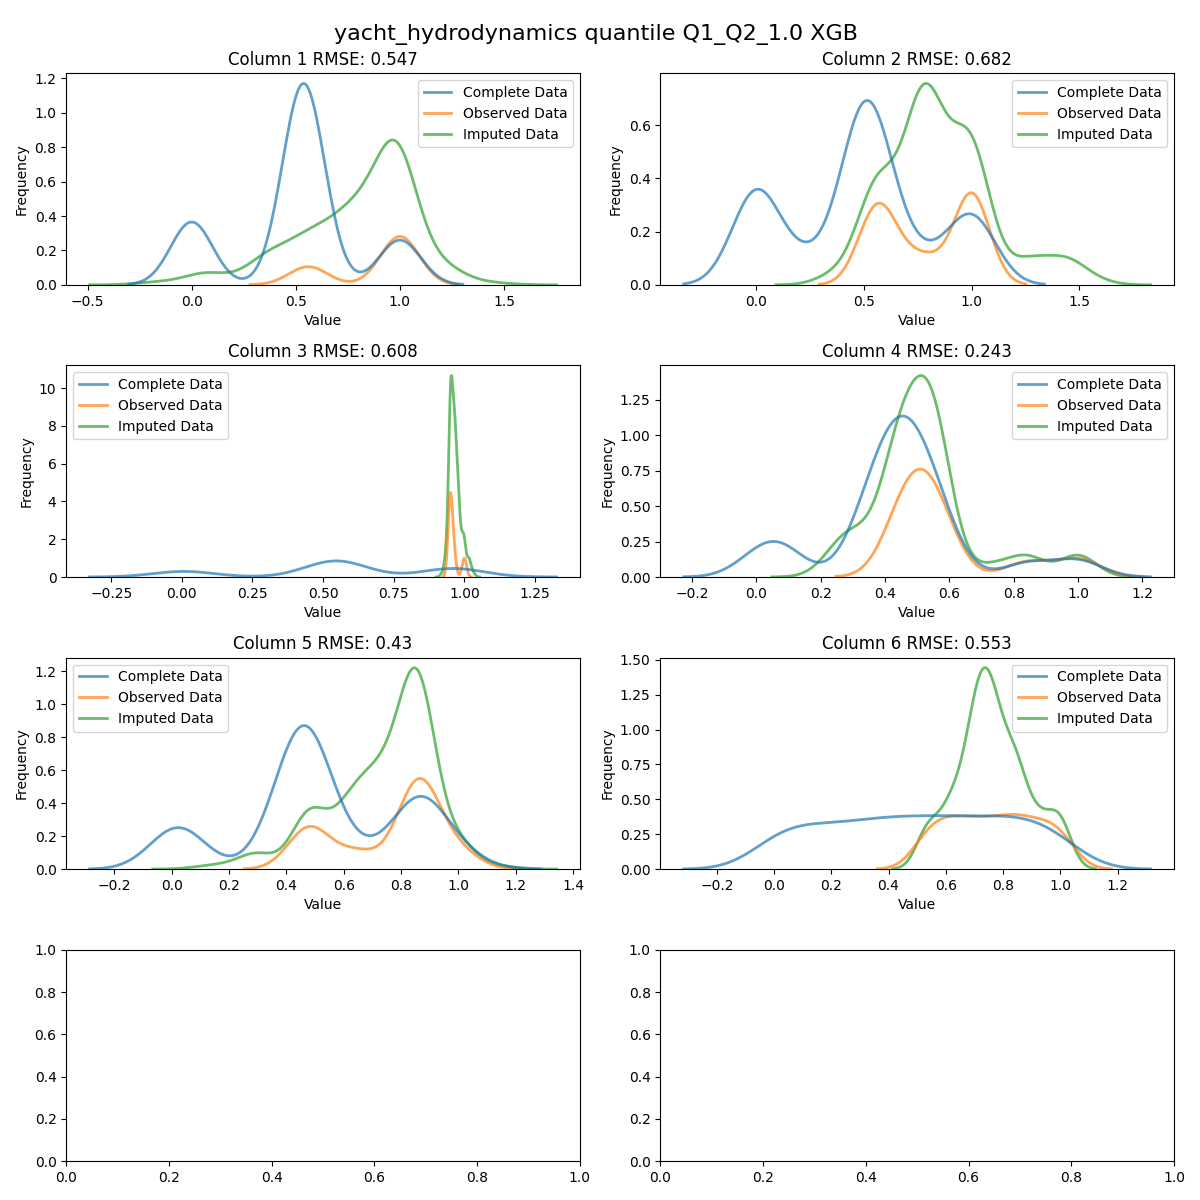 yacht_hydrodynamics quantile Q1_Q2_1.0 XGB
Column 1 RMSE: 0.547
1.2
1.0
0.8
0.6
0.4
0.2
0.0
Frequency
Complete Data
Observed Data
Imputed Data
−0.5 0.0 0.5 1.0 1.5
Value
Column 2 RMSE: 0.682
0.6
0.4
0.2
0.0
Frequency
Complete Data
Observed Data
Imputed Data
0.0 0.5 1.0 1.5
Value
Column 3 RMSE: 0.608
10
8
6
4
2
0
Frequency
Complete Data
Observed Data
Imputed Data
−0.25 0.00 0.25 0.50 0.75 1.00 1.25
Value
Column 4 RMSE: 0.243
1.25
1.00
0.75
0.50
0.25
0.00
Frequency
Complete Data
Observed Data
Imputed Data
−0.2 0.0 0.2 0.4 0.6 0.8 1.0 1.2
Value
Column 5 RMSE: 0.43
1.2
1.0
0.8
0.6
0.4
0.2
0.0
Frequency
Complete Data
Observed Data
Imputed Data
−0.2 0.0 0.2 0.4 0.6 0.8 1.0 1.2 1.4
Value
Column 6 RMSE: 0.553
1.50
1.25
1.00
0.75
0.50
0.25
0.00
Frequency
Complete Data
Observed Data
Imputed Data
−0.2 0.0 0.2 0.4 0.6 0.8 1.0 1.2
Value
1.0
0.8
0.6
0.4
0.2
0.0
0.0 0.2 0.4 0.6 0.8 1.0
1.0
0.8
0.6
0.4
0.2
0.0
0.0 0.2 0.4 0.6 0.8 1.0